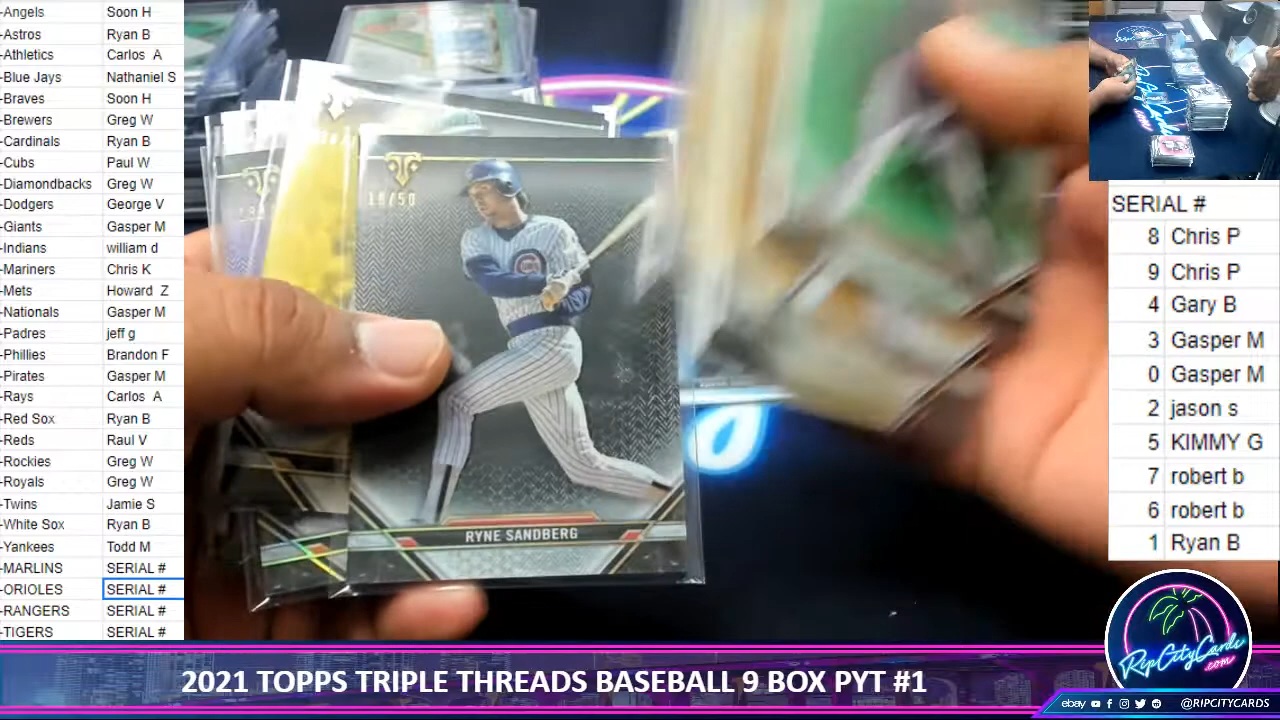 -Angels Soon H
-Astros Ryan B
-Athletics Carlos A
-Blue Jays Nathaniel S
-Braves Soon H
-Brewers Greg W
-Cardinals Ryan B
-Cubs Paul W
-Diamondbacks Greg W
-Dodgers George V
-Giants Gasper M
-Indians william d
-Mariners Chris K
-Mets Howard Z
-Nationals Gasper M
-Padres jeff g
-Phillies Brandon F
-Pirates Gasper M
-Rays Carlos A
-Red Sox Ryan B
-Reds Raul V
-Rockies Greg W
-Royals Greg W
-Twins Jamie S
-White Sox Ryan B
-Yankees Todd M
-MARLINS SERIAL #
-ORIOLES SERIAL #
-RANGERS SERIAL #
-TIGERS SERIAL #
RYNE SANDBERG
SERIAL #
8 Chris P
9 Chris P
4 Gary B
3 Gasper M
0 Gasper M
2 jason s
5 KIMMY G
7 robert b
6 robert b
1 Ryan B
RipCityCards
.com
2021 TOPPS TRIPLE THREADS BASEBALL 9 BOX PYT #1
ebay @RIPCITYCARDS